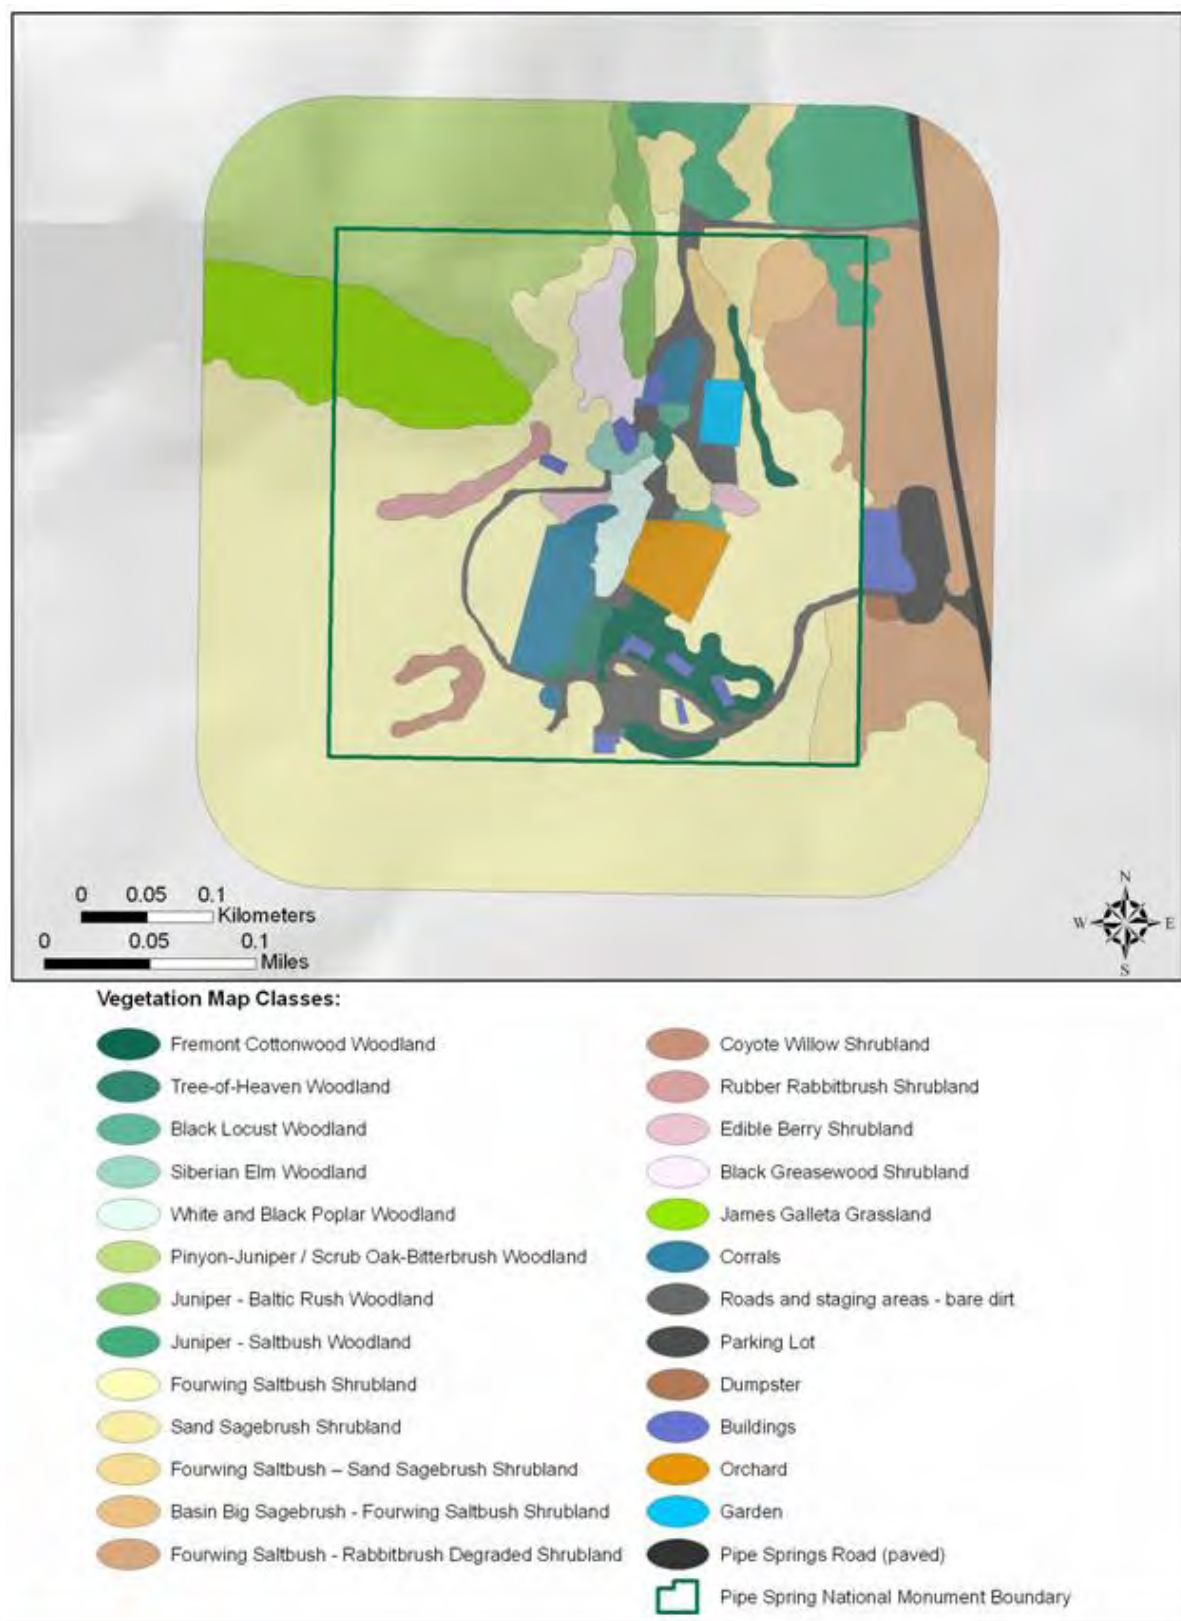 N
W E
S
0 0.05 0.1
Kilometers
0 0.05 0.1
Miles
Vegetation Map Classes:
Fremont Cottonwood Woodland
Tree-of-Heaven Woodland
Black Locust Woodland
Siberian Elm Woodland
White and Black Poplar Woodland
Pinyon-Juniper / Scrub Oak-Bitterbrush Woodland
Juniper - Baltic Rush Woodland
Juniper - Saltbush Woodland
Fourwing Saltbush Shrubland
Sand Sagebrush Shrubland
Fourwing Saltbush – Sand Sagebrush Shrubland
Basin Big Sagebrush - Fourwing Saltbush Shrubland
Fourwing Saltbush - Rabbitbrush Degraded Shrubland
Coyote Willow Shrubland
Rubber Rabbitbrush Shrubland
Edible Berry Shrubland
Black Greasewood Shrubland
James Galleta Grassland
Corrals
Roads and staging areas - bare dirt
Parking Lot
Dumpster
Buildings
Orchard
Garden
Pipe Springs Road (paved)
Pipe Spring National Monument Boundary